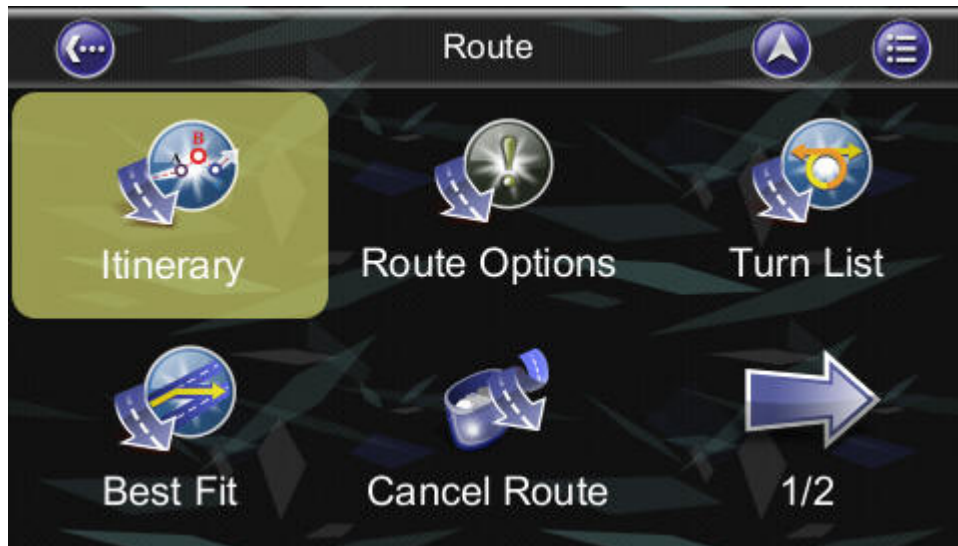 Route
A B
Itinerary
Route Options
Turn List
Best Fit
Cancel Route
1/2